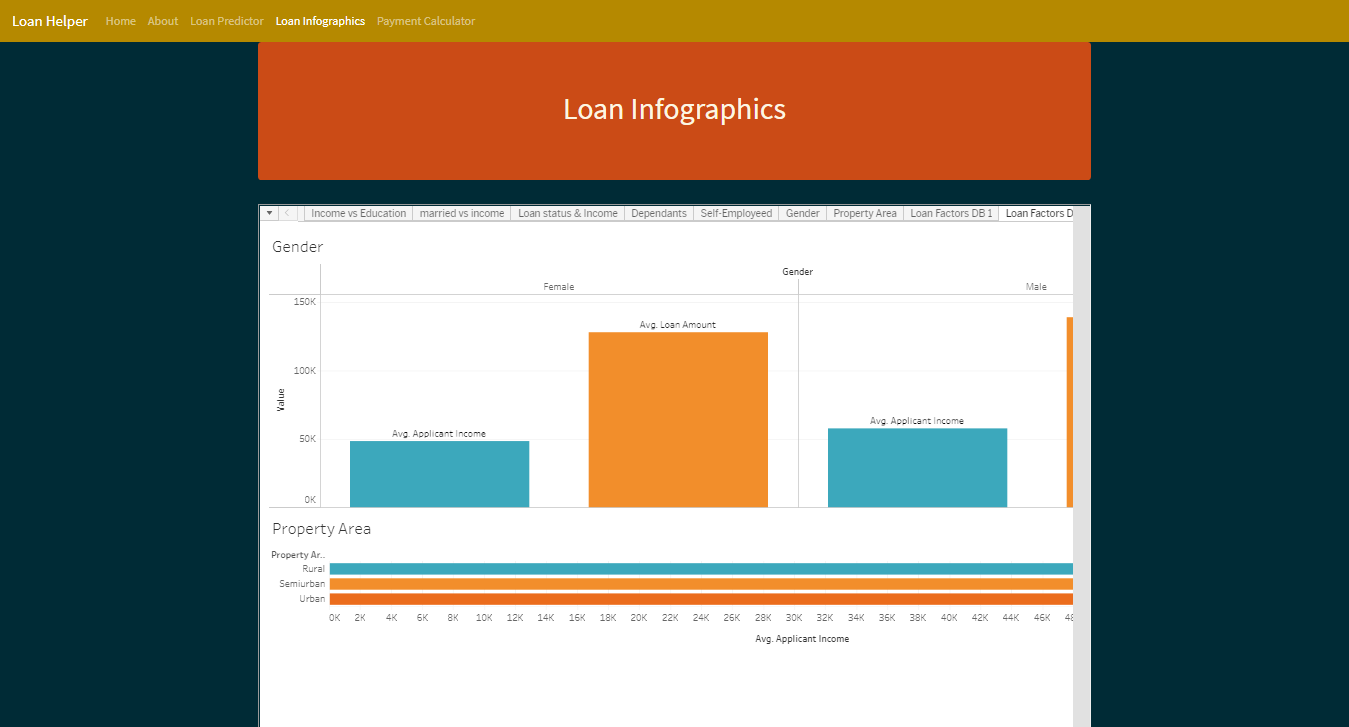 Loan Helper Home About Loan Predictor Loan Infographics Payment Calculator
Loan Infographics
Income vs Education married vs income Loan status & Income Dependants Self-Employeed Gender Property Area Loan Factors DB 1 Loan Factors D
Gender
Gender
Female Male
150K
100K
50K
0K
Value
Avg. Loan Amount
Avg. Applicant Income
Avg. Applicant Income
Property Area
Property Ar..
Rural
Semiurban
Urban
0K 2K 4K 6K 8K 10K 12K 14K 16K 18K 20K 22K 24K 26K 28K 30K 32K 34K 36K 38K 40K 42K 44K 46K
Avg. Applicant Income